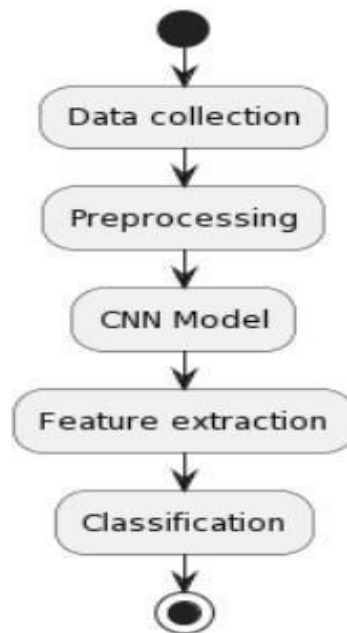 Data collection
Preprocessing
CNN Model
Feature extraction
Classification